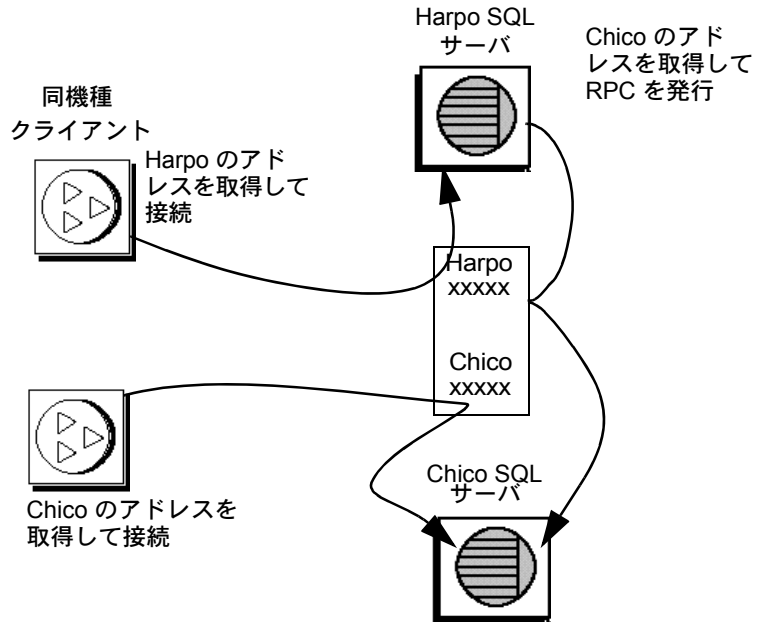 Harpo SQL
サーバ
Chico のアド
レスを取得して
RPC を発行
同機種
クライアント
Harpo のアド
レスを取得して
接続
Harpo
xxxxx
Chico
xxxxx
Chico のアドレスを
取得して接続
Chico SQL
サーバ